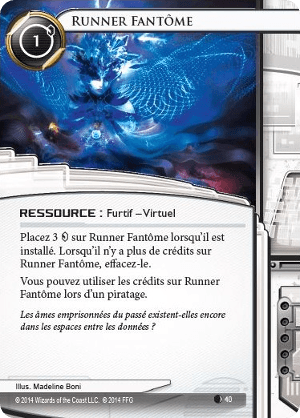 Runner Fantôme
1
RESSOURCE : Furtif – Virtuel
Placez 3 sur Runner Fantôme lorsqu'il est
installé. Lorsqu'il n'y a plus de crédits sur
Runner Fantôme, effacez-le.
Vous pouvez utiliser les crédits sur Runner
Fantôme lors d'un piratage.
Les âmes emprisonnées du passé existent-elles encore
dans les espaces entre les données ?
Illus. Madeline Boni
© 2014 Wizards of the Coast LLC. © 2014 FFG
40